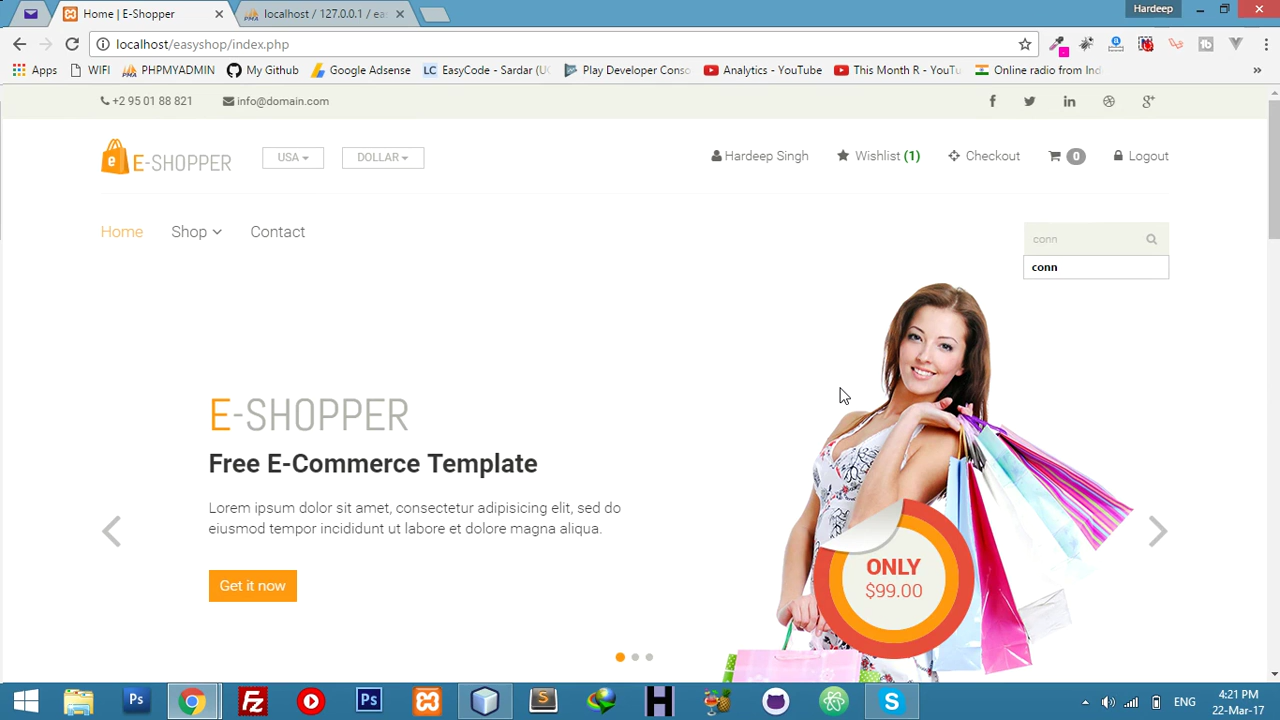 Home | E-Shopper
localhost / 127.0.0.1 / eas
Hardeep
localhost/easyshop/index.php
Apps
WIFI
PHPMYADMIN
My Github
Google Adsense
EasyCode - Sardar (UC
Play Developer Conso
Analytics - YouTube
This Month R - YouTu
Online radio from Indi
+2 95 01 88 821
info@domain.com
E-SHOPPER
USA
DOLLAR
Hardeep Singh
Wishlist (1)
Checkout
0
Logout
Home
Shop
Contact
conn
conn
E-SHOPPER
Free E-Commerce Template
Lorem ipsum dolor sit amet, consectetur adipisicing elit, sed do
eiusmod tempor incididunt ut labore et dolore magna aliqua.
Get it now
ONLY
$99.00
ENG
4:21 PM
22-Mar-17